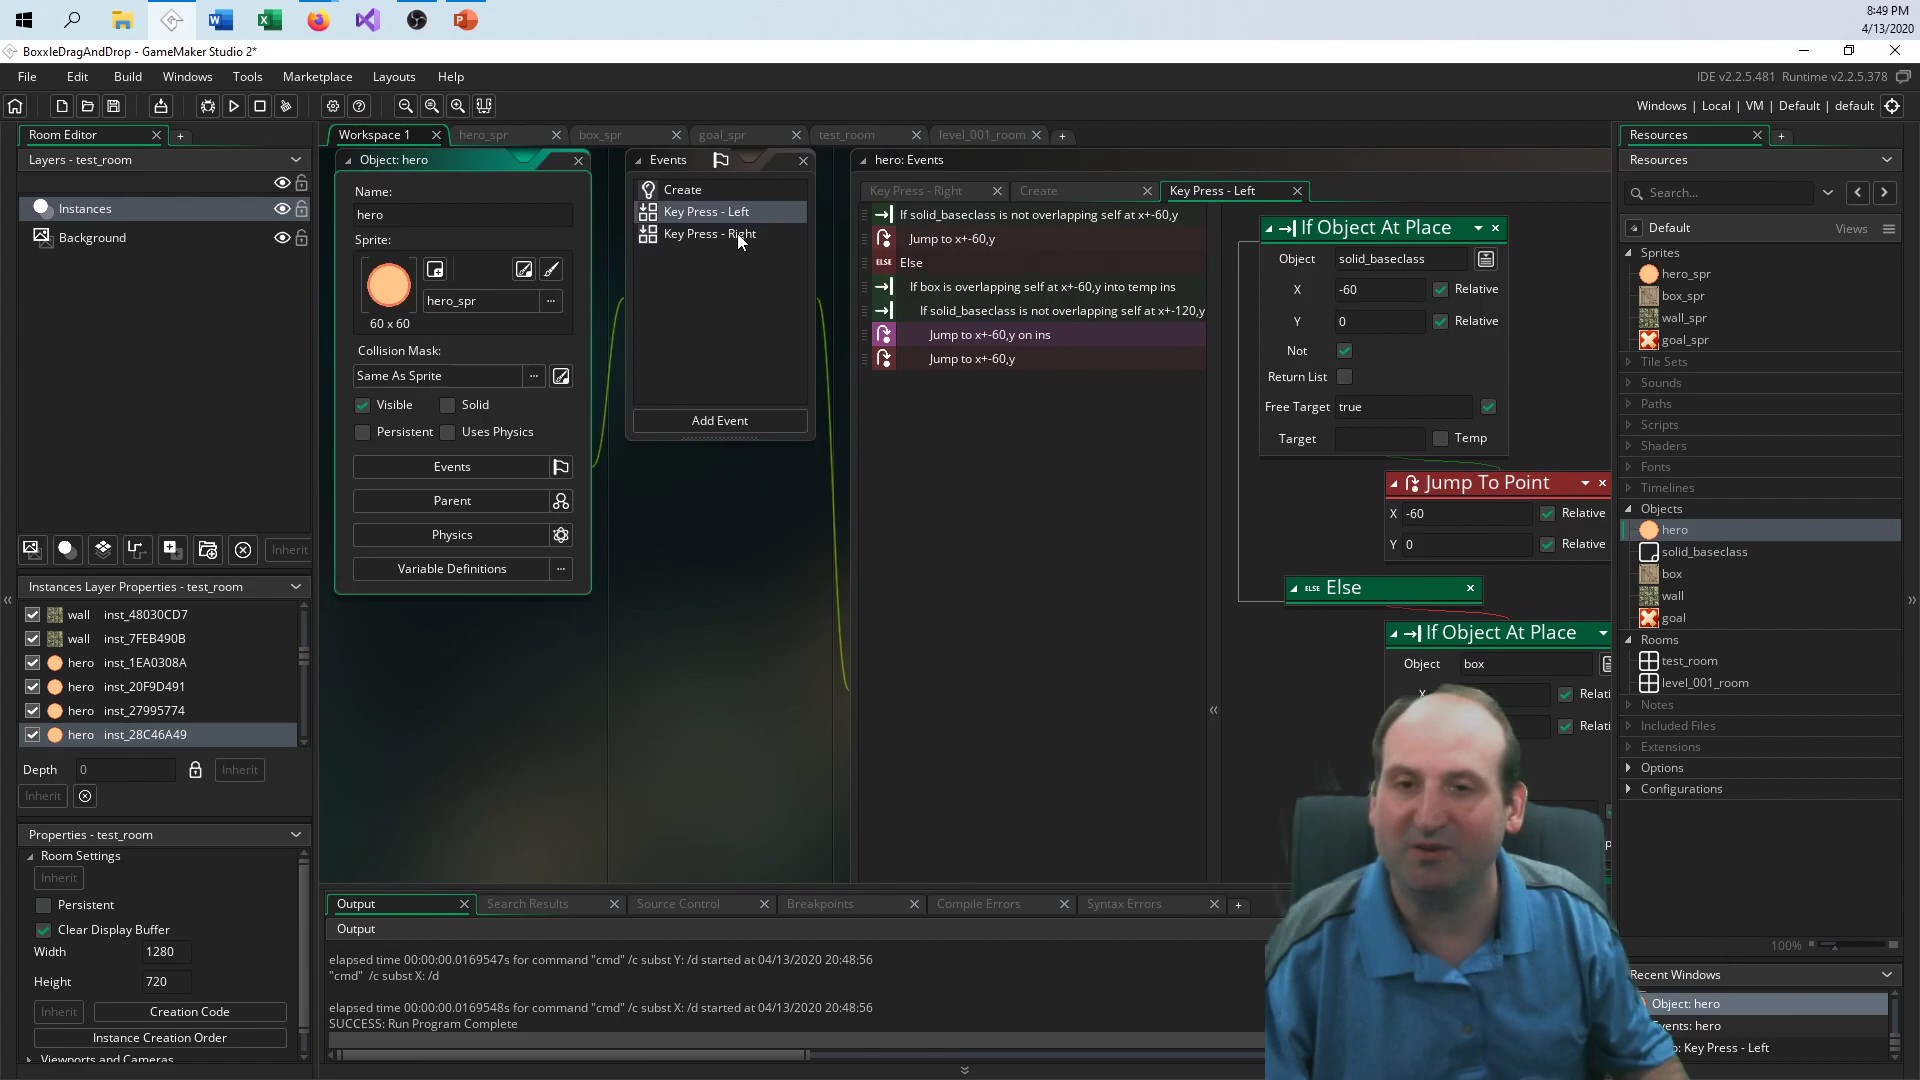 8:49 PM
4/13/2020
BoxxleDragAndDrop - GameMaker Studio 2*
File Edit Build Windows Tools Marketplace Layouts Help
IDE v2.2.5.481 Runtime v2.2.5.378
Windows | Local | VM | Default | default
Room Editor
Layers - test_room
Instances
Background
Inherit
Instances Layer Properties - test_room
wall inst_48030CD7
wall inst_7FEB490B
hero inst_1EA0308A
hero inst_20F9D491
hero inst_27995774
hero inst_28C46A49
Depth 0 Inherit
Inherit
Properties - test_room
Room Settings
Inherit
Persistent
Clear Display Buffer
Width 1280
Height 720
Inherit Creation Code
Instance Creation Order
Viewports and Cameras
Workspace 1 hero_spr box_spr goal_spr test_room level_001_room
Object: hero
Name:
hero
Sprite:
hero_spr
60 x 60
Collision Mask:
Same As Sprite
Visible Solid
Persistent Uses Physics
Events
Parent
Physics
Variable Definitions
Events
Create
Key Press - Left
Key Press - Right
Add Event
hero: Events
Key Press - Right Create Key Press - Left
If solid_baseclass is not overlapping self at x+-60,y
Jump to x+-60,y
ELSE Else
If box is overlapping self at x+-60,y into temp ins
If solid_baseclass is not overlapping self at x+-120,y
Jump to x+-60,y on ins
Jump to x+-60,y
If Object At Place
Object solid_baseclass
X -60 Relative
Y 0 Relative
Not
Return List
Free Target true
Target Temp
Jump To Point
X -60 Relative
Y 0 Relative
ELSE Else
If Object At Place
Object box
X Relati
Relati
Output Search Results Source Control Breakpoints Compile Errors Syntax Errors
Output
elapsed time 00:00:00.0169547s for command "cmd" /c subst Y: /d started at 04/13/2020 20:48:56
"cmd" /c subst X: /d
elapsed time 00:00:00.0169548s for command "cmd" /c subst X: /d started at 04/13/2020 20:48:56
SUCCESS: Run Program Complete
Resources
Resources
Search...
Default Views
Sprites
hero_spr
box_spr
wall_spr
goal_spr
Tile Sets
Sounds
Paths
Scripts
Shaders
Fonts
Timelines
Objects
hero
solid_baseclass
box
wall
goal
Rooms
test_room
level_001_room
Notes
Included Files
Extensions
Options
Configurations
100%
Recent Windows
Object: hero
vents: hero
o: Key Press - Left